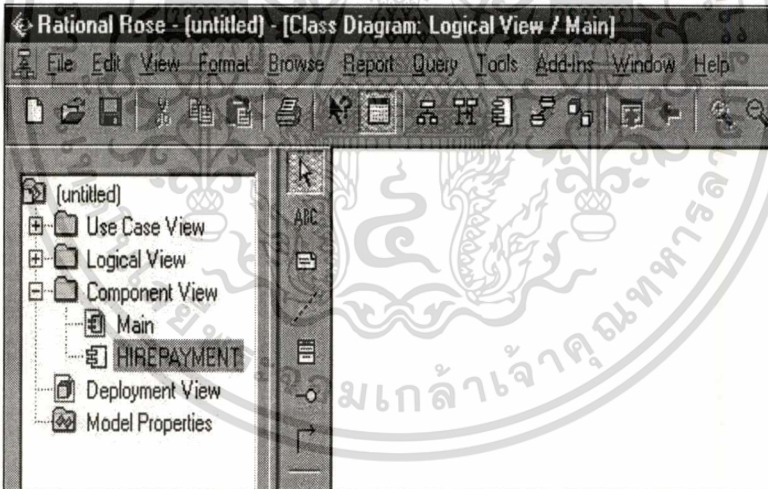 Rational Rose - (untitled) - [Class Diagram: Logical View / Main]
File Edit View Format Browse Report Query Tools Add-Ins Window Help
(untitled)
Use Case View
Logical View
Component View
Main
HIREPAYMENT
Deployment View
Model Properties
ABC